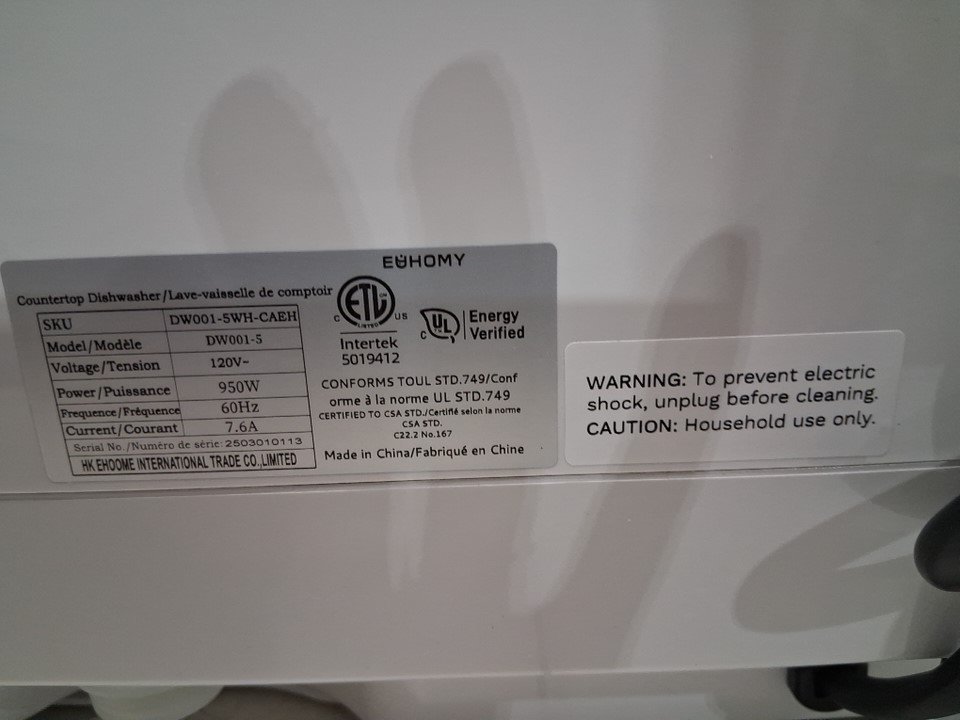 EUHOMY
Countertop Dishwasher/Lave-vaisselle de comptoir
SKU DW001-5WH-CAEH
Model/Modèle DW001-5
Voltage/Tension 120V~
Power/Puissance 950W
Frequence/Fréquence 60Hz
Current/Courant 7.6A
Serial No./Numéro de série: 2503010113
HK EHOOME INTERNATIONAL TRADE CO.,LIMITED
C ETL US
LISTED
Intertek
5019412
C UL Energy
Verified
CONFORMS TOUL STD.749/Conf
orme à la norme UL STD.749
CERTIFIED TO CSA STD./Certifié selon la norme
CSA STD.
C22.2 No.167
Made in China/Fabriqué en Chine
WARNING: To prevent electric
shock, unplug before cleaning.
CAUTION: Household use only.